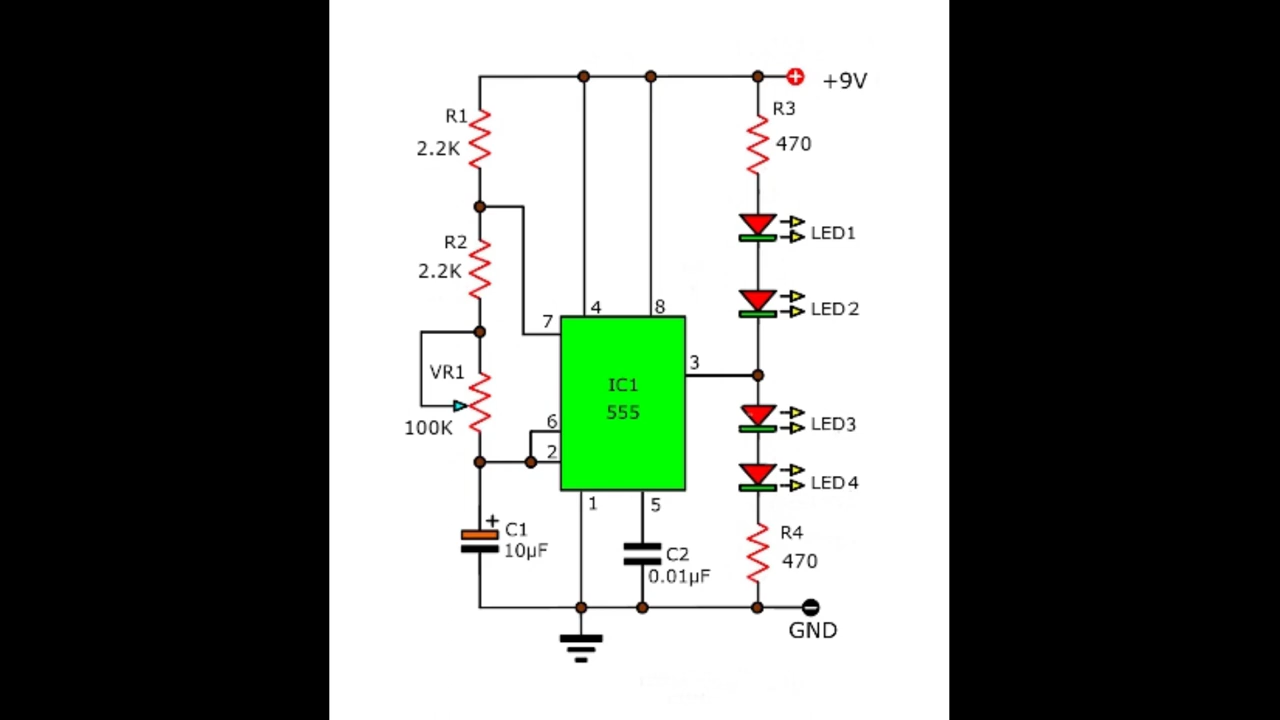 +9V
R1
2.2K
R3
470
LED1
R2
2.2K
LED2
4
8
7
3
VR1
100K
IC1
555
6
2
LED3
LED4
1
5
+
C1
10µF
C2
0.01µF
R4
470
GND